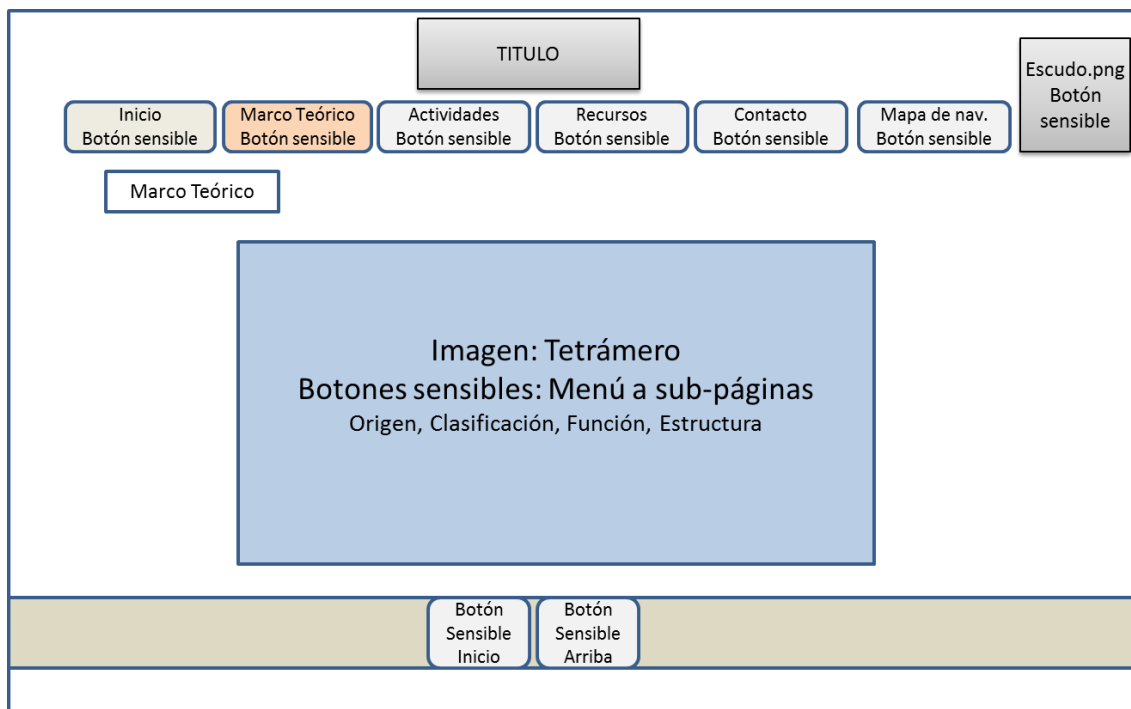 TITULO
Escudo.png
Botón
sensible
Inicio
Botón sensible
Marco Teórico
Botón sensible
Actividades
Botón sensible
Recursos
Botón sensible
Contacto
Botón sensible
Mapa de nav.
Botón sensible
Marco Teórico
Imagen: Tetrámero
Botones sensibles: Menú a sub-páginas
Origen, Clasificación, Función, Estructura
Botón
Sensible
Inicio
Botón
Sensible
Arriba